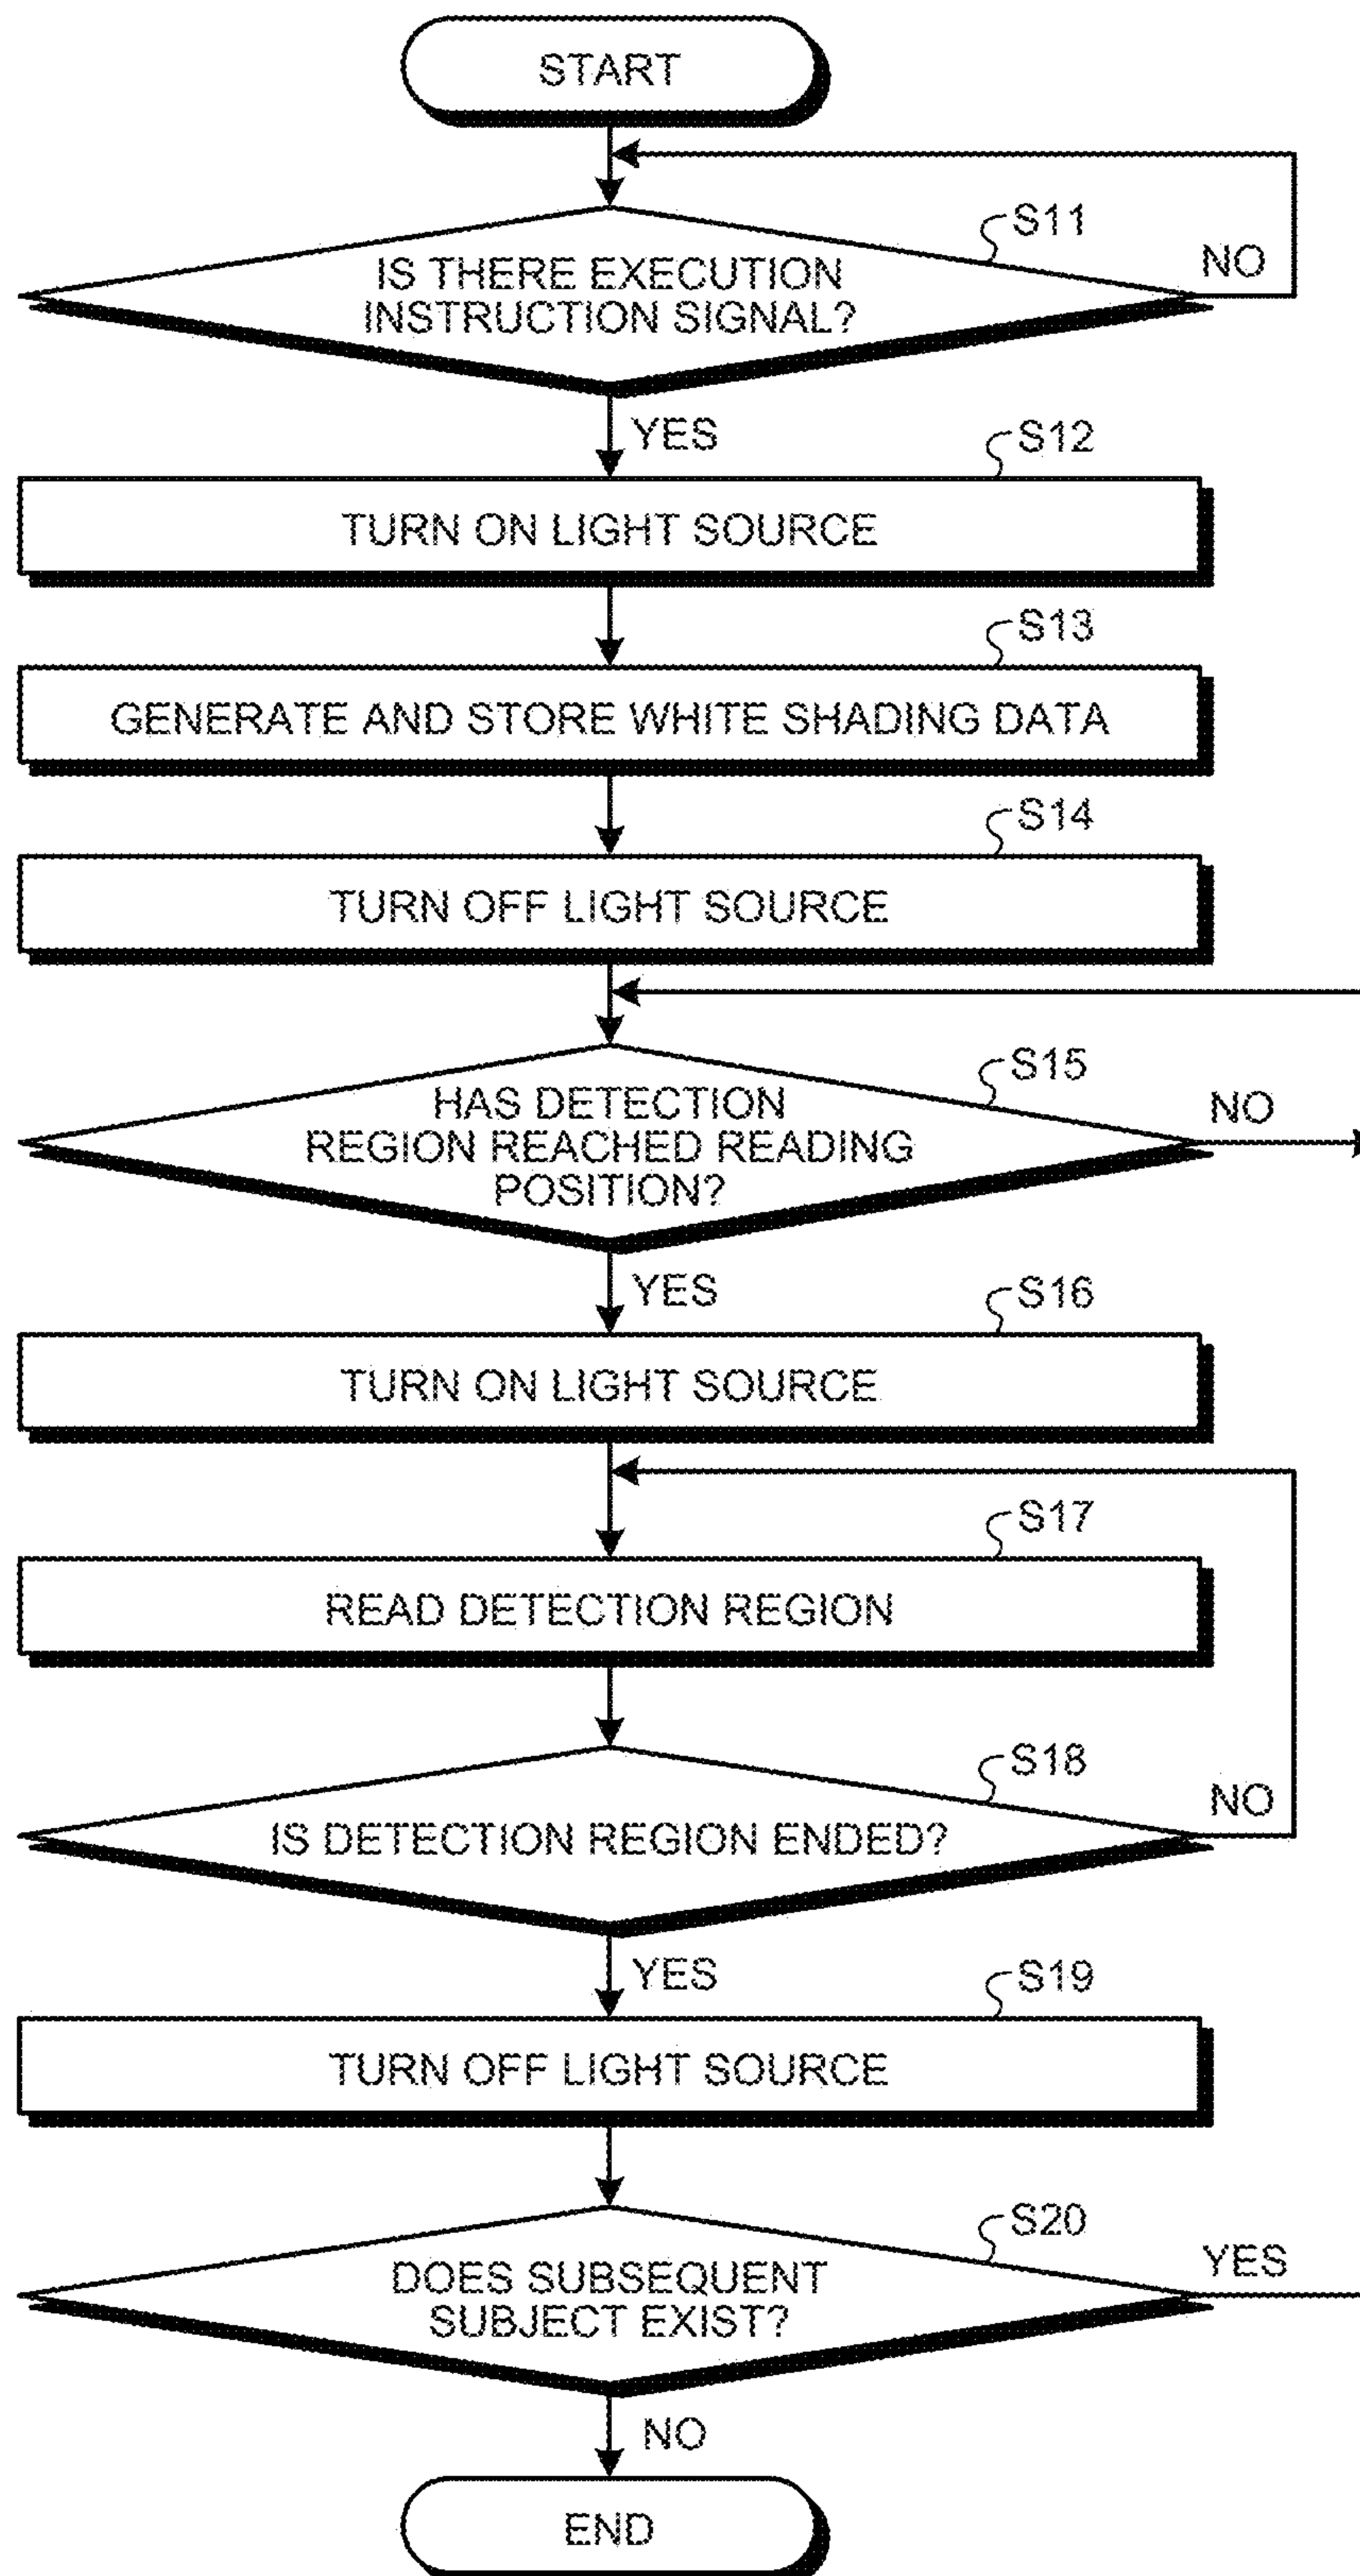 START
S11
IS THERE EXECUTION
INSTRUCTION SIGNAL?
NO
YES
S12
TURN ON LIGHT SOURCE
S13
GENERATE AND STORE WHITE SHADING DATA
S14
TURN OFF LIGHT SOURCE
S15
HAS DETECTION
REGION REACHED READING
POSITION?
NO
YES
S16
TURN ON LIGHT SOURCE
S17
READ DETECTION REGION
S18
IS DETECTION REGION ENDED?
NO
YES
S19
TURN OFF LIGHT SOURCE
S20
DOES SUBSEQUENT
SUBJECT EXIST?
YES
NO
END